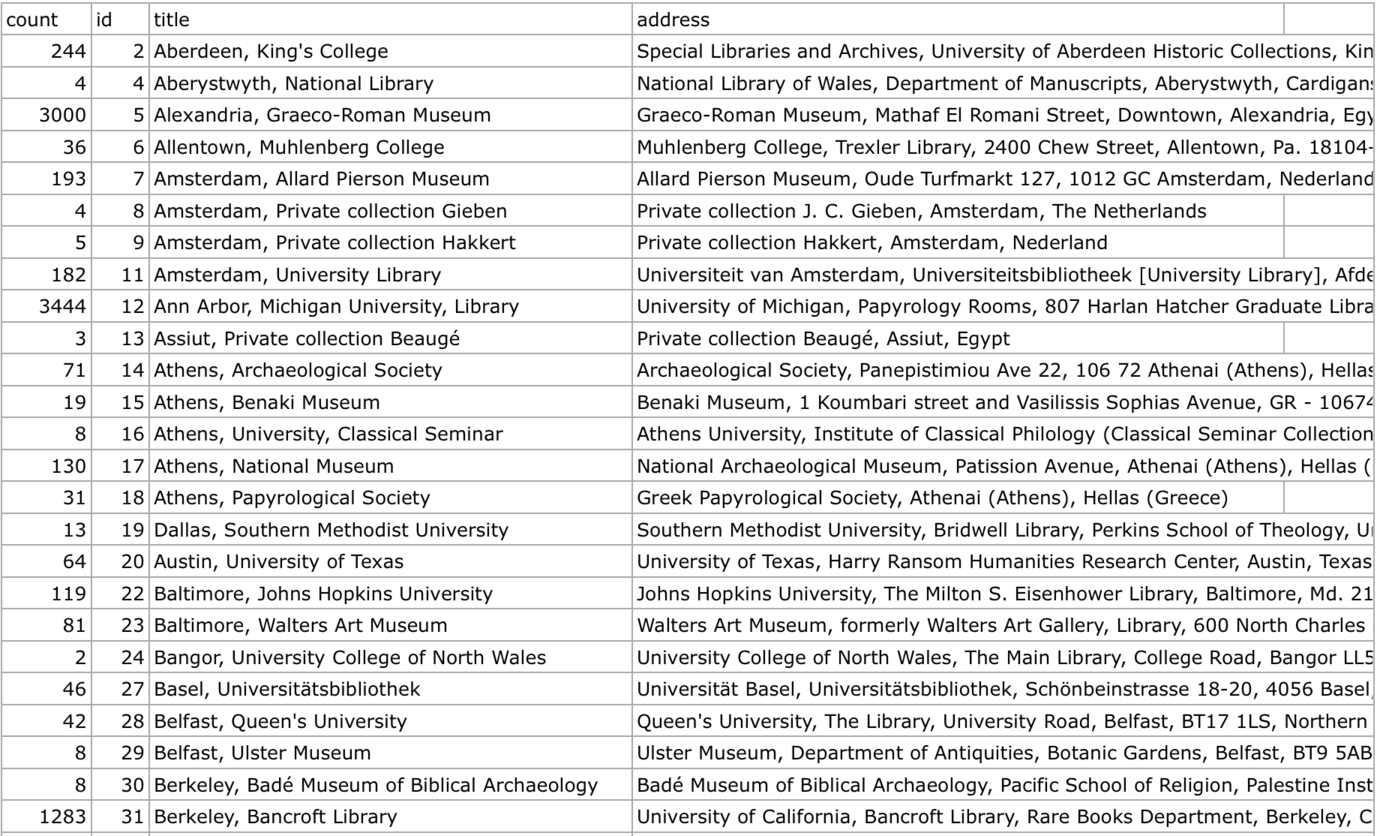 count id title address
244 2 Aberdeen, King's College Special Libraries and Archives, University of Aberdeen Historic Collections, Kin
4 4 Aberystwyth, National Library National Library of Wales, Department of Manuscripts, Aberystwyth, Cardigans
3000 5 Alexandria, Graeco-Roman Museum Graeco-Roman Museum, Mathaf El Romani Street, Downtown, Alexandria, Egy
36 6 Allentown, Muhlenberg College Muhlenberg College, Trexler Library, 2400 Chew Street, Allentown, Pa. 18104-
193 7 Amsterdam, Allard Pierson Museum Allard Pierson Museum, Oude Turfmarkt 127, 1012 GC Amsterdam, Nederland
4 8 Amsterdam, Private collection Gieben Private collection J. C. Gieben, Amsterdam, The Netherlands
5 9 Amsterdam, Private collection Hakkert Private collection Hakkert, Amsterdam, Nederland
182 11 Amsterdam, University Library Universiteit van Amsterdam, Universiteitsbibliotheek [University Library], Afde
3444 12 Ann Arbor, Michigan University, Library University of Michigan, Papyrology Rooms, 807 Harlan Hatcher Graduate Libra
3 13 Assiut, Private collection Beaugé Private collection Beaugé, Assiut, Egypt
71 14 Athens, Archaeological Society Archaeological Society, Panepistimiou Ave 22, 106 72 Athenai (Athens), Hellas
19 15 Athens, Benaki Museum Benaki Museum, 1 Koumbari street and Vasilissis Sophias Avenue, GR - 10674
8 16 Athens, University, Classical Seminar Athens University, Institute of Classical Philology (Classical Seminar Collection
130 17 Athens, National Museum National Archaeological Museum, Patission Avenue, Athenai (Athens), Hellas (
31 18 Athens, Papyrological Society Greek Papyrological Society, Athenai (Athens), Hellas (Greece)
13 19 Dallas, Southern Methodist University Southern Methodist University, Bridwell Library, Perkins School of Theology, Un
64 20 Austin, University of Texas University of Texas, Harry Ransom Humanities Research Center, Austin, Texas
119 22 Baltimore, Johns Hopkins University Johns Hopkins University, The Milton S. Eisenhower Library, Baltimore, Md. 21
81 23 Baltimore, Walters Art Museum Walters Art Museum, formerly Walters Art Gallery, Library, 600 North Charles
2 24 Bangor, University College of North Wales University College of North Wales, The Main Library, College Road, Bangor LL5
46 27 Basel, Universitätsbibliothek Universität Basel, Universitätsbibliothek, Schönbeinstrasse 18-20, 4056 Basel,
42 28 Belfast, Queen's University Queen's University, The Library, University Road, Belfast, BT17 1LS, Northern
8 29 Belfast, Ulster Museum Ulster Museum, Department of Antiquities, Botanic Gardens, Belfast, BT9 5AB
8 30 Berkeley, Badé Museum of Biblical Archaeology Badé Museum of Biblical Archaeology, Pacific School of Religion, Palestine Inst
1283 31 Berkeley, Bancroft Library University of California, Bancroft Library, Rare Books Department, Berkeley, C